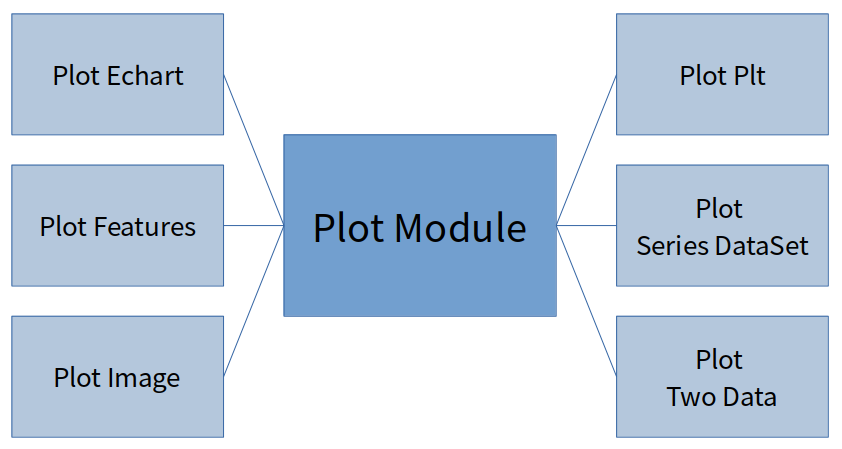 Plot Echart
Plot Features
Plot Image
Plot Module
Plot Plt
Plot
Series DataSet
Plot
Two Data